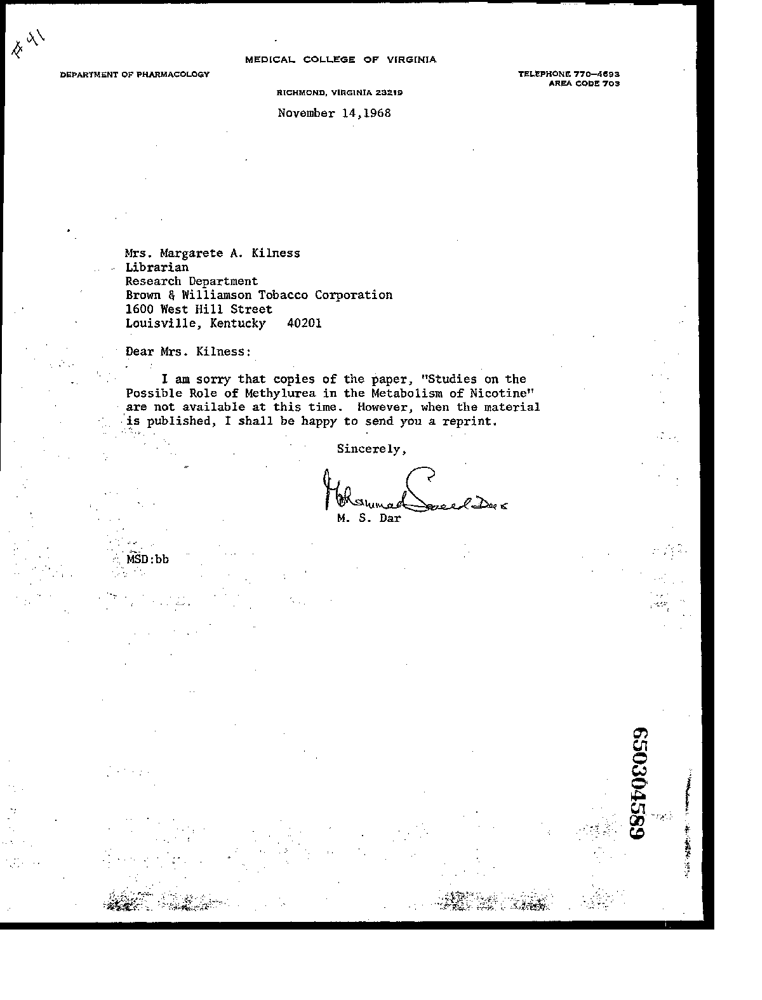 #41
MEDICAL COLLEGE OF VIRGINIA
DEPARTMENT OF PHARMACOLOGY
TELEPHONE 770-4693
AREA CODE 703
RICHMOND, VIRGINIA 23219
November 14,1968
Mrs. Margarete A. Kilness
Librarian
Research Department
Brown & Williamson Tobacco Corporation
1600 West Hill Street
Louisville, Kentucky 40201
Dear Mrs. Kilness:
I am sorry that copies of the paper, "Studies on the
Possible Role of Methylurea in the Metabolism of Nicotine"
are not available at this time. However, when the material
is published, I shall be happy to send you a reprint.
Sincerely,
Mohammad Saeed Dar
M. S. Dar
MSD:bb
650304589